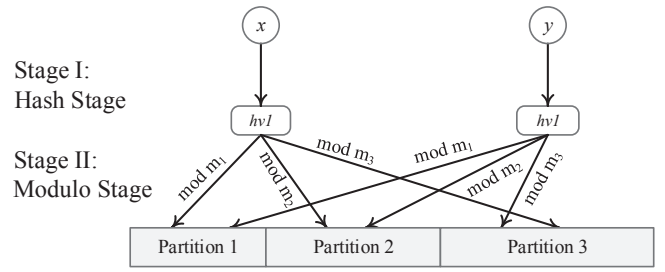 x
y
Stage I:
Hash Stage
hv1
hv1
Stage II:
Modulo Stage
mod m₁
mod m₂
mod m₃
mod m₁
mod m₂
mod m₃
Partition 1
Partition 2
Partition 3